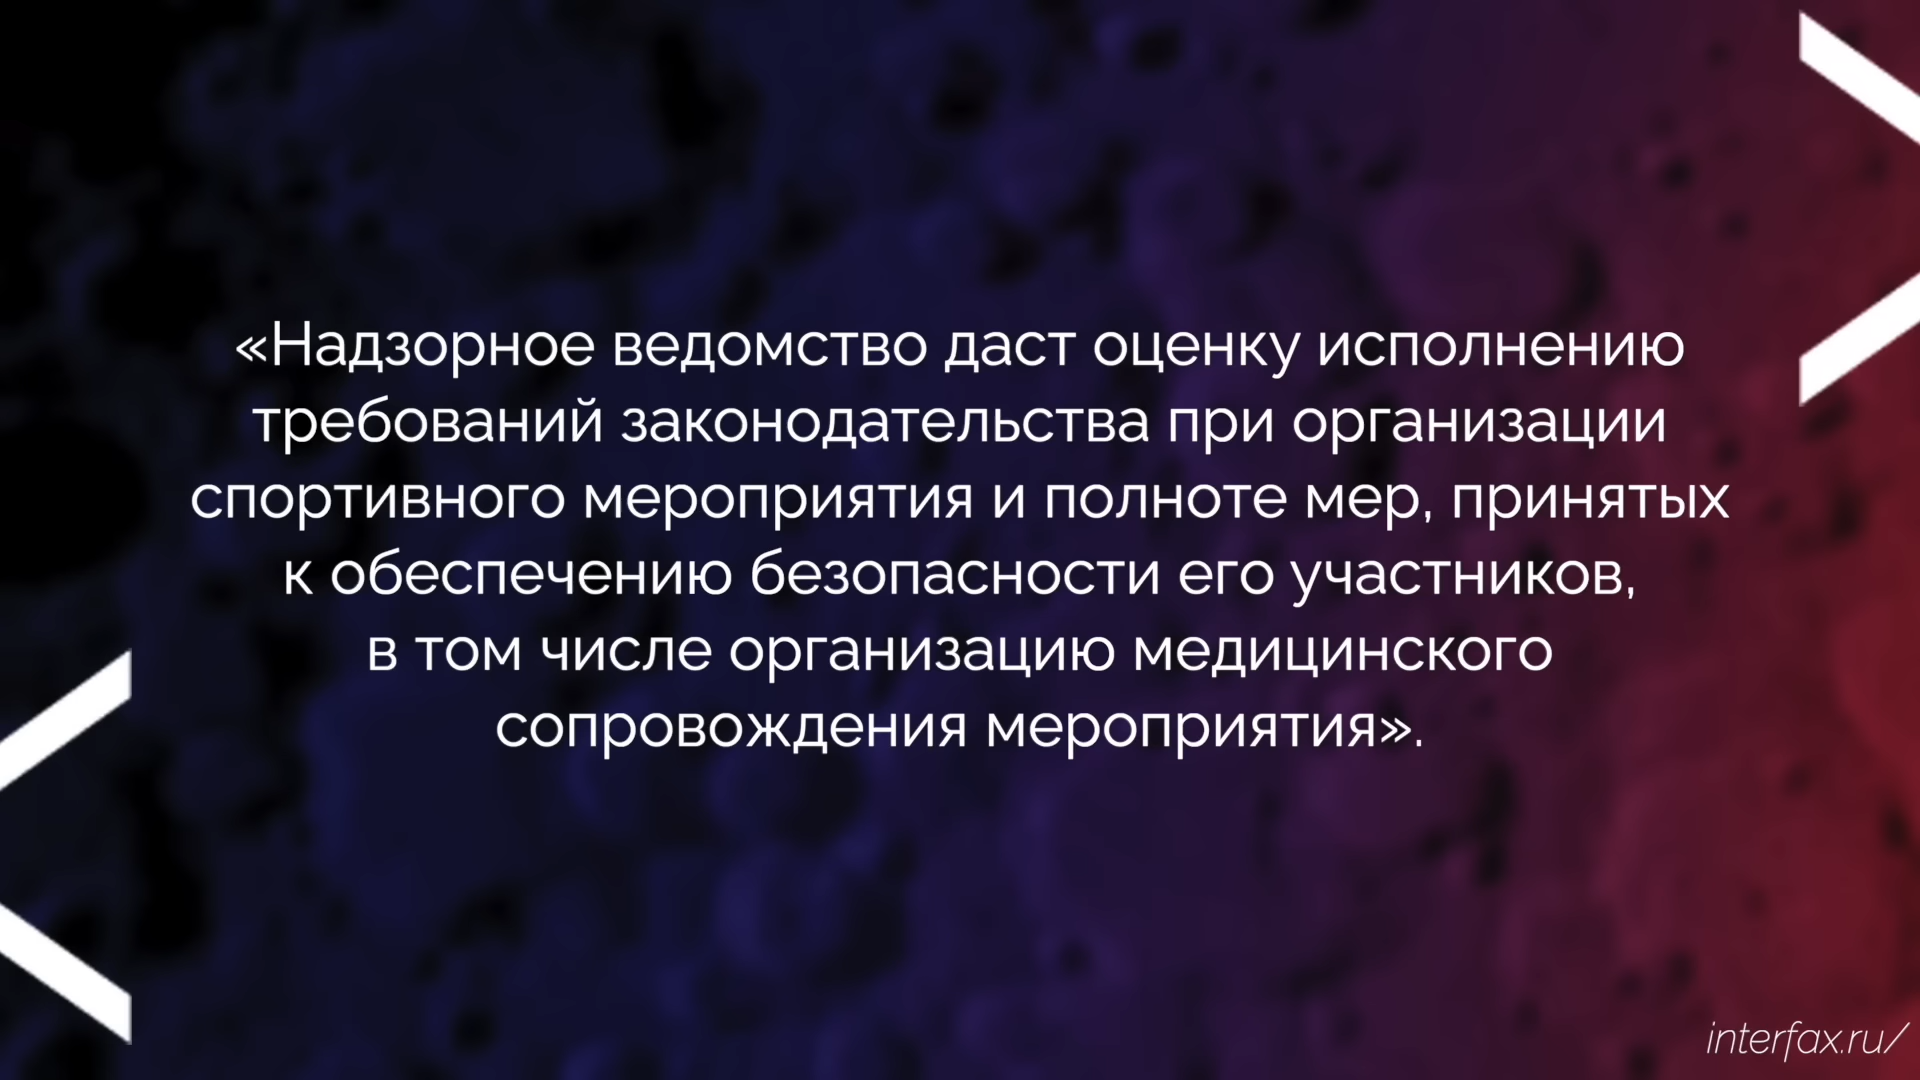 «Надзорное ведомство даст оценку исполнению
требований законодательства при организации
спортивного мероприятия и полноте мер, принятых
к обеспечению безопасности его участников,
в том числе организацию медицинского
сопровождения мероприятия».
interfax.ru/